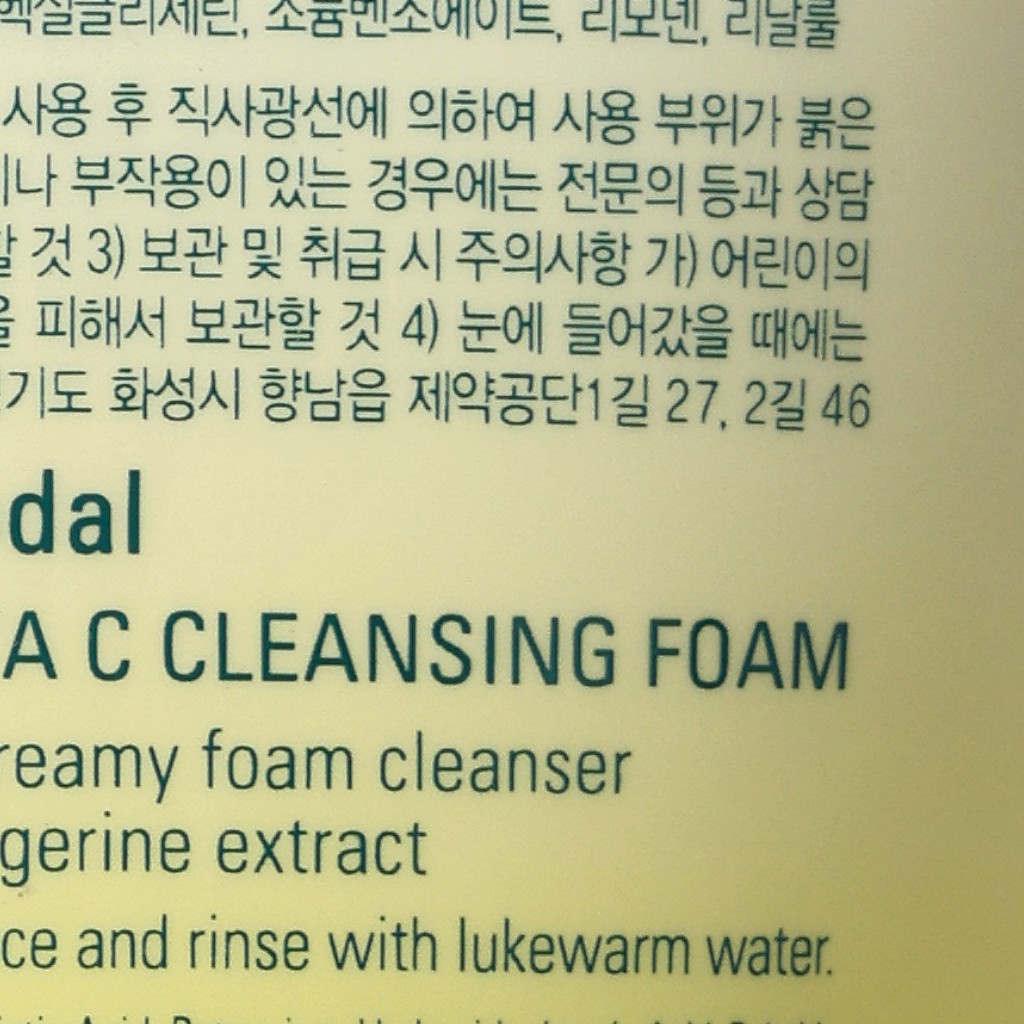 소듐벤조에이트, 리모넨, 리날룰
사용 후 직사광선에 의하여 사용 부위가 붉은
부작용이 있는 경우에는 전문의 등과 상담
것 3) 보관 및 취급 시 주의사항 가) 어린이의
피해서 보관할 것 4) 눈에 들어갔을 때에는
화성시 향남읍 제약공단1길 27, 2길 46
dal
A C CLEANSING FOAM
reamy foam cleanser
gerine extract
ce and rinse with lukewarm water.